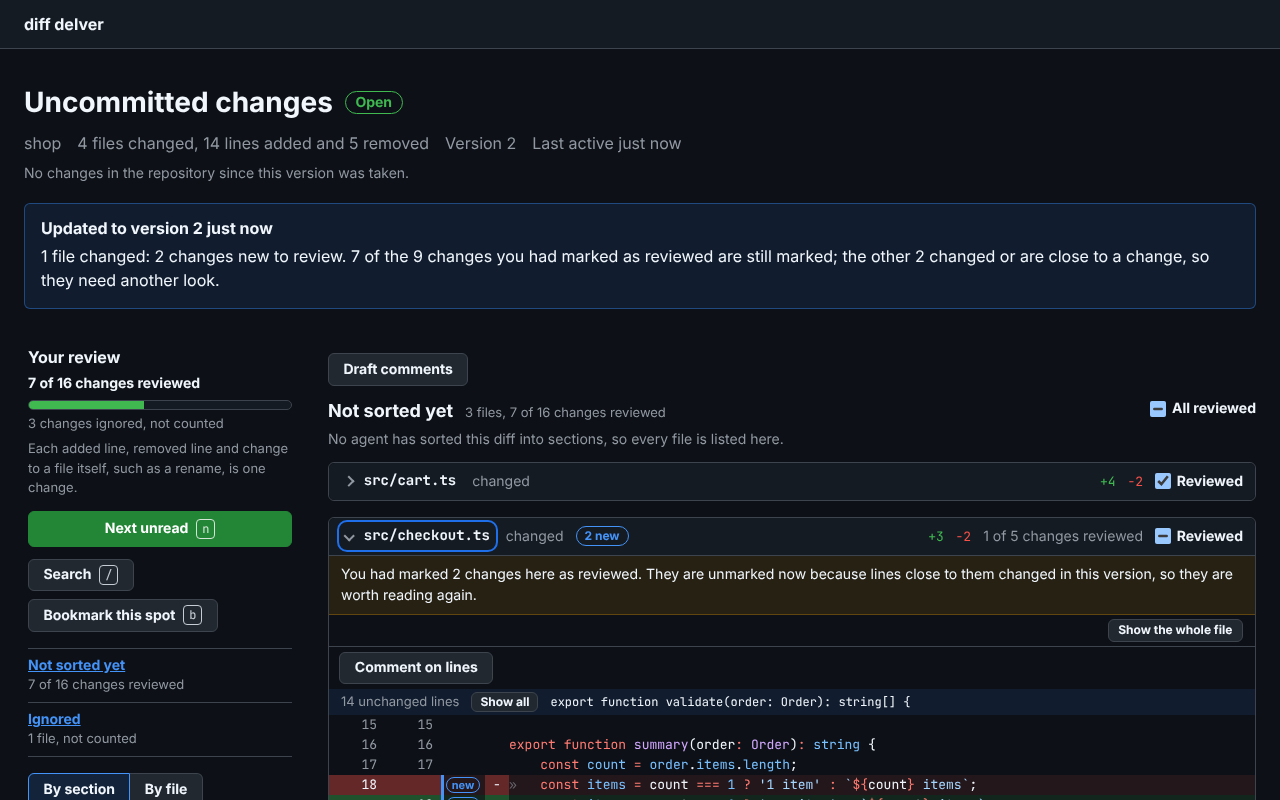 diff delver
Uncommitted changes Open
shop 4 files changed, 14 lines added and 5 removed Version 2 Last active just now
No changes in the repository since this version was taken.
Updated to version 2 just now
1 file changed: 2 changes new to review. 7 of the 9 changes you had marked as reviewed are still marked; the other 2 changed or are close to a change, so
they need another look.
Your review
7 of 16 changes reviewed
3 changes ignored, not counted
Each added line, removed line and change
to a file itself, such as a rename, is one
change.
Next unread n
Search /
Bookmark this spot b
Not sorted yet
7 of 16 changes reviewed
Ignored
1 file, not counted
By section By file
Draft comments
Not sorted yet 3 files, 7 of 16 changes reviewed All reviewed
No agent has sorted this diff into sections, so every file is listed here.
src/cart.ts changed +4 -2 Reviewed
src/checkout.ts changed 2 new +3 -2 1 of 5 changes reviewed Reviewed
You had marked 2 changes here as reviewed. They are unmarked now because lines close to them changed in this version, so they are
worth reading again.
Show the whole file
Comment on lines
14 unchanged lines Show all export function validate(order: Order): string[] {
15 15
16 16 export function summary(order: Order): string {
17 17 const count = order.items.length;
18 new - » const items = count === 1 ? '1 item' : `${count} items`;